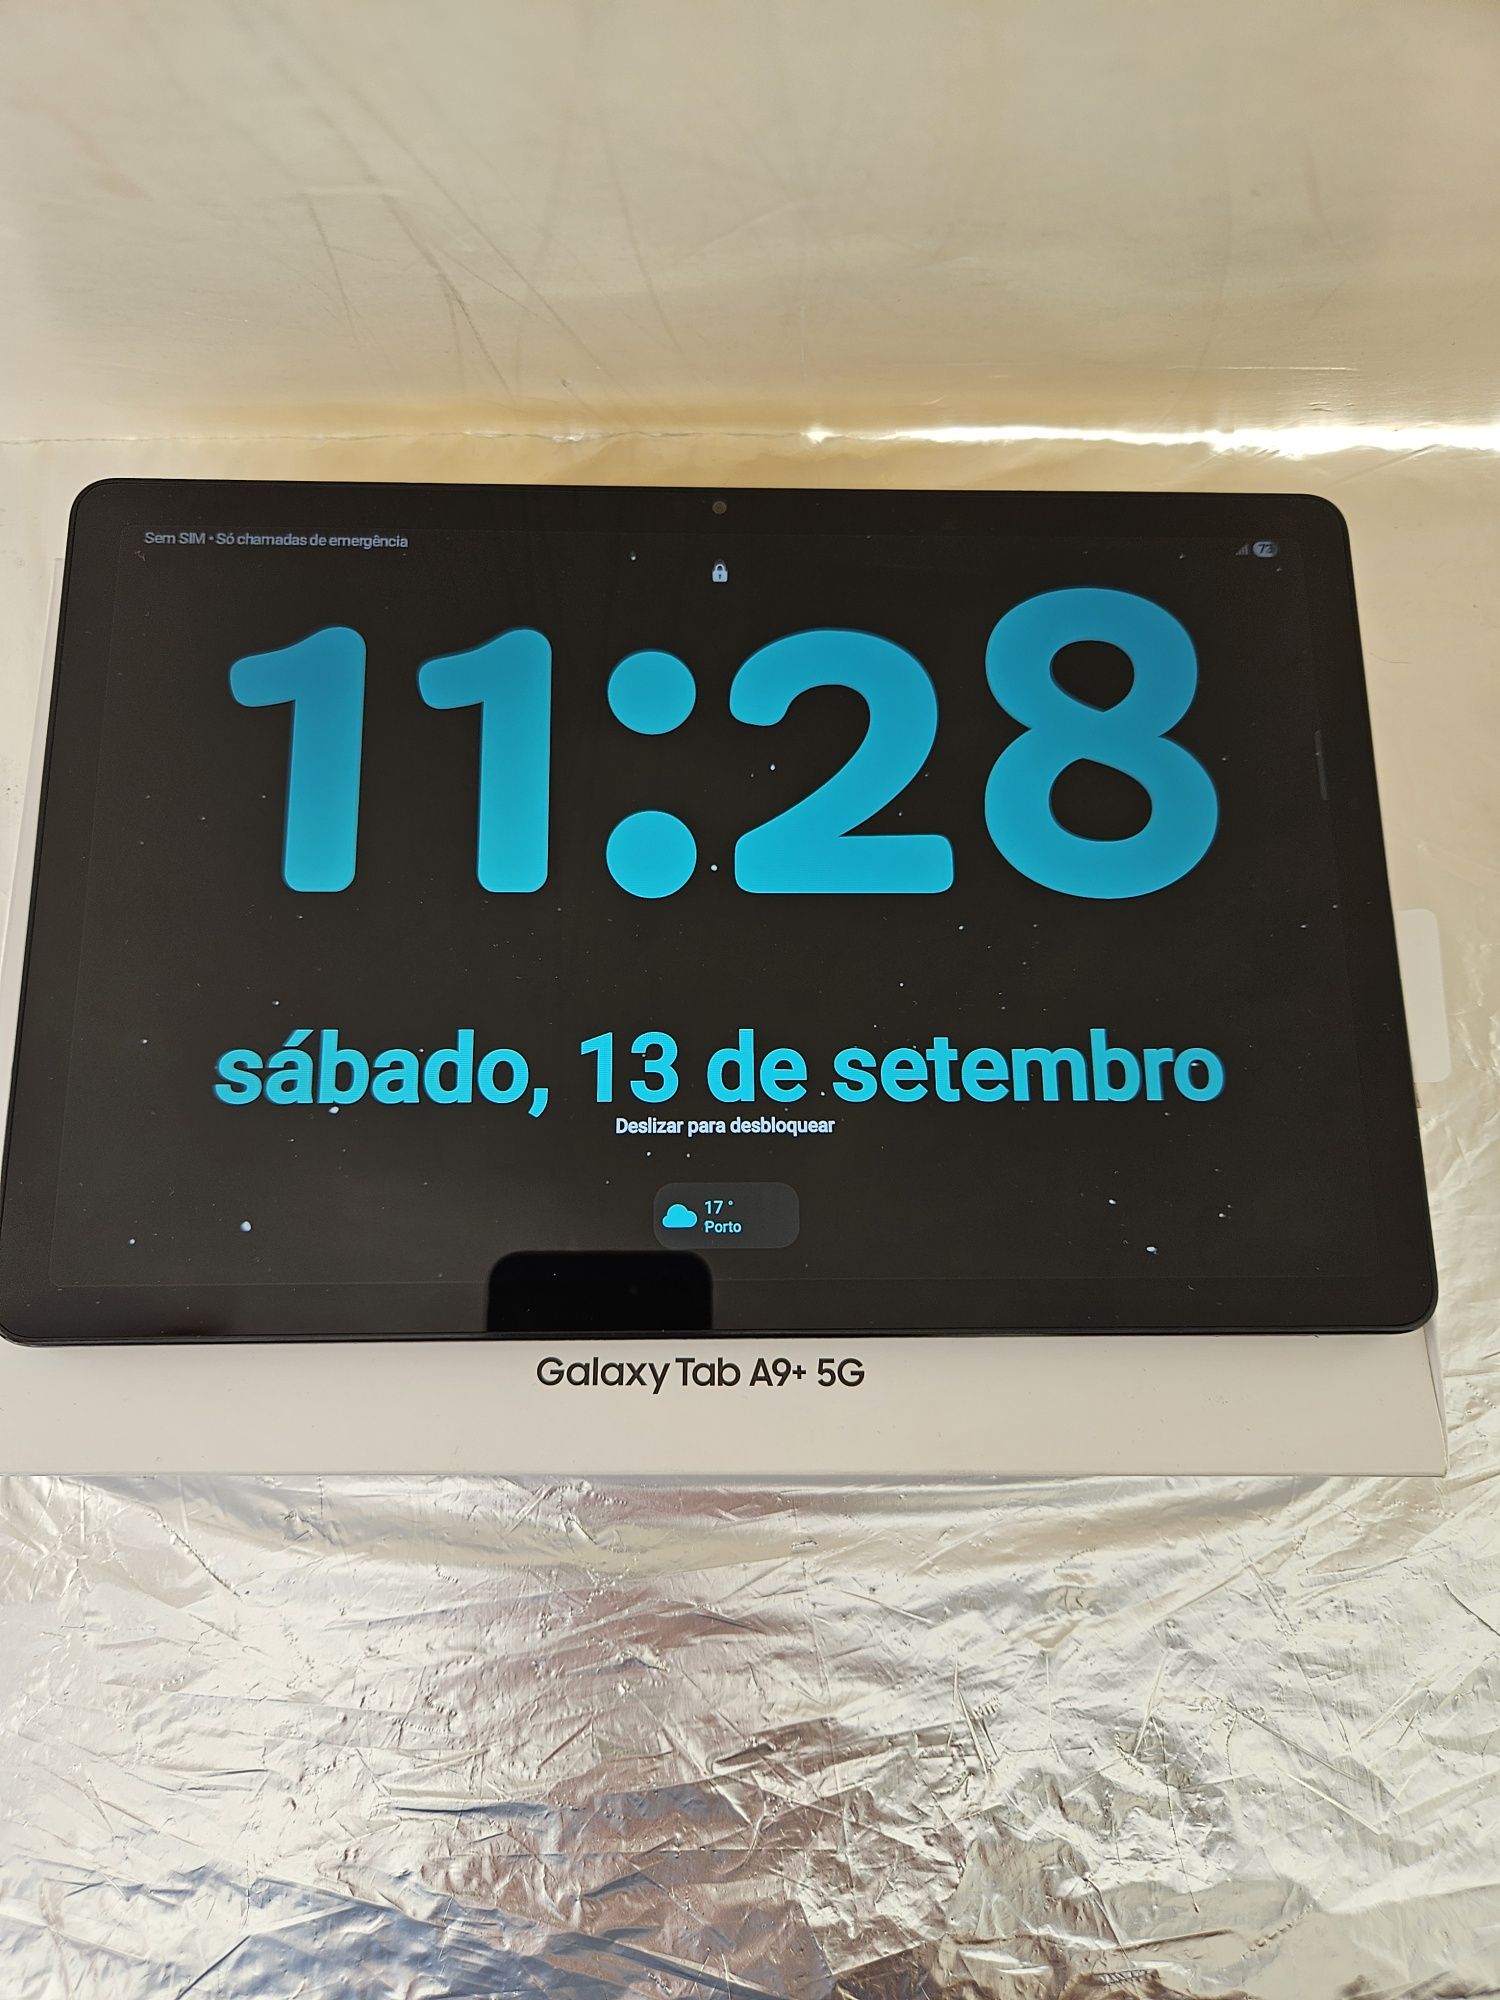 Sem SIM • Só chamadas de emergência
73
11:28
sábado, 13 de setembro
Deslizar para desbloquear
17°
Porto
Galaxy Tab A9+ 5G